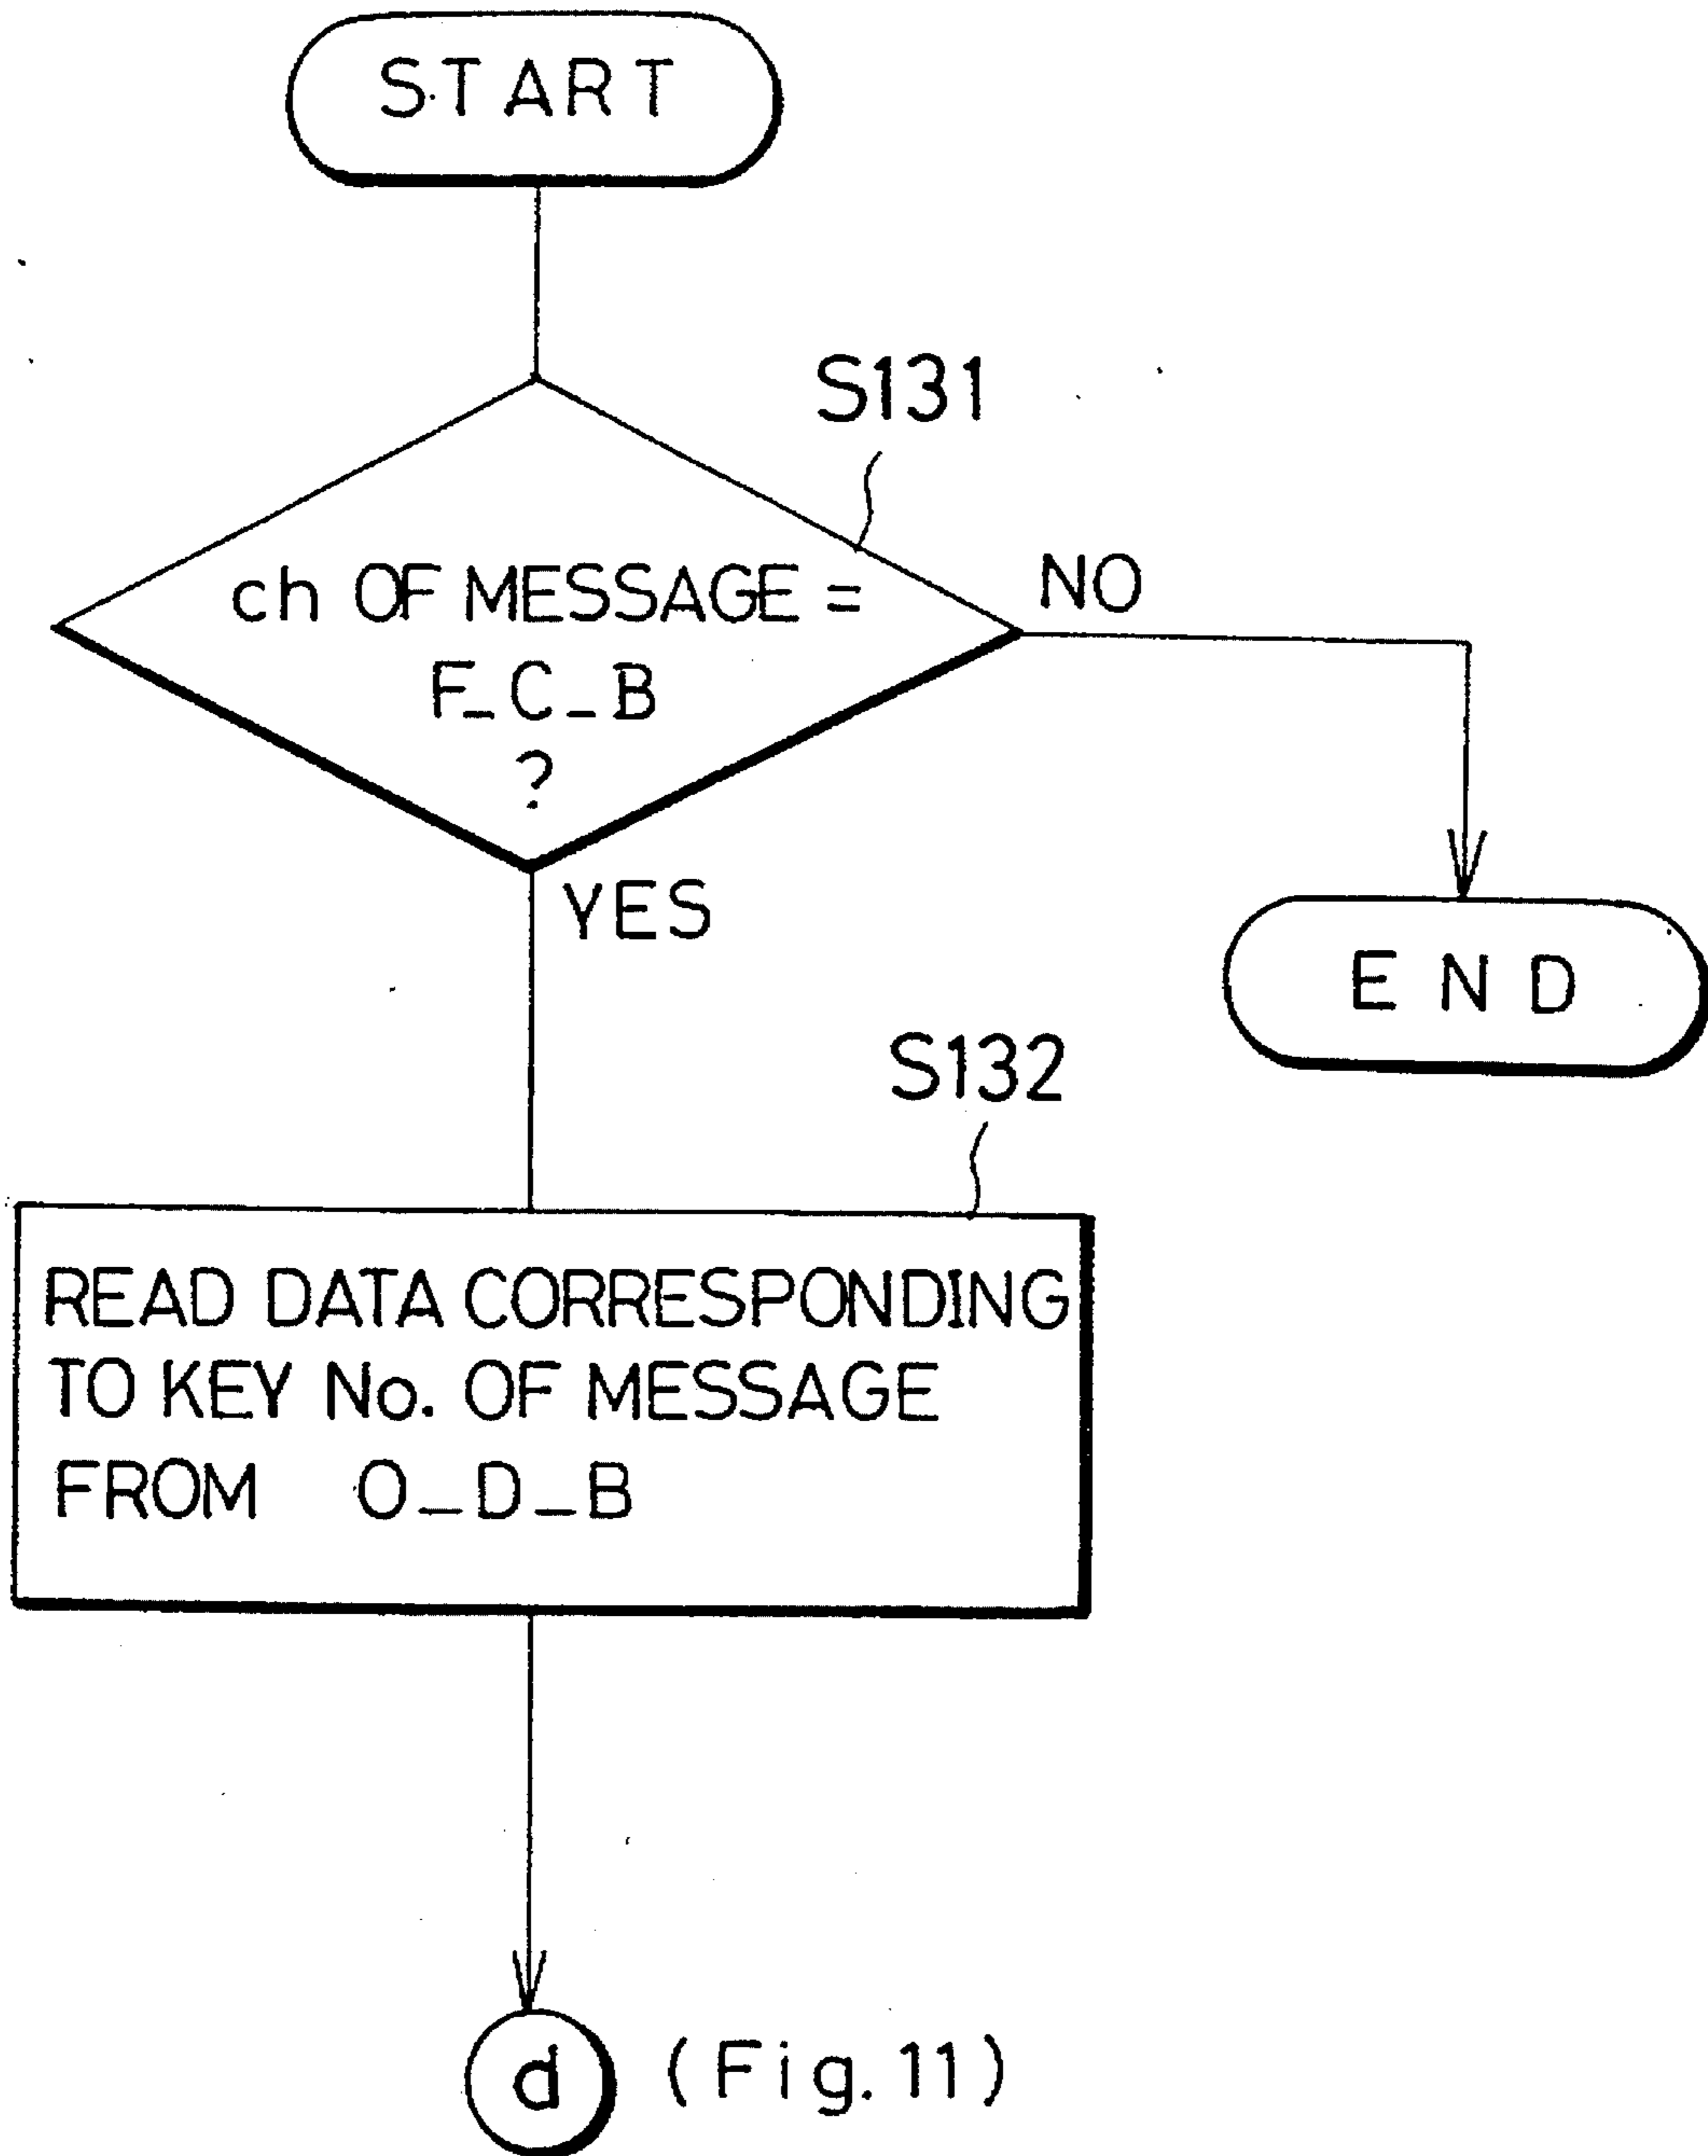 START
S131
ch OF MESSAGE =
F_C_B
?
NO
YES
END
S132
READ DATA CORRESPONDING
TO KEY No. OF MESSAGE
FROM O_D_B
d (Fig. 11)